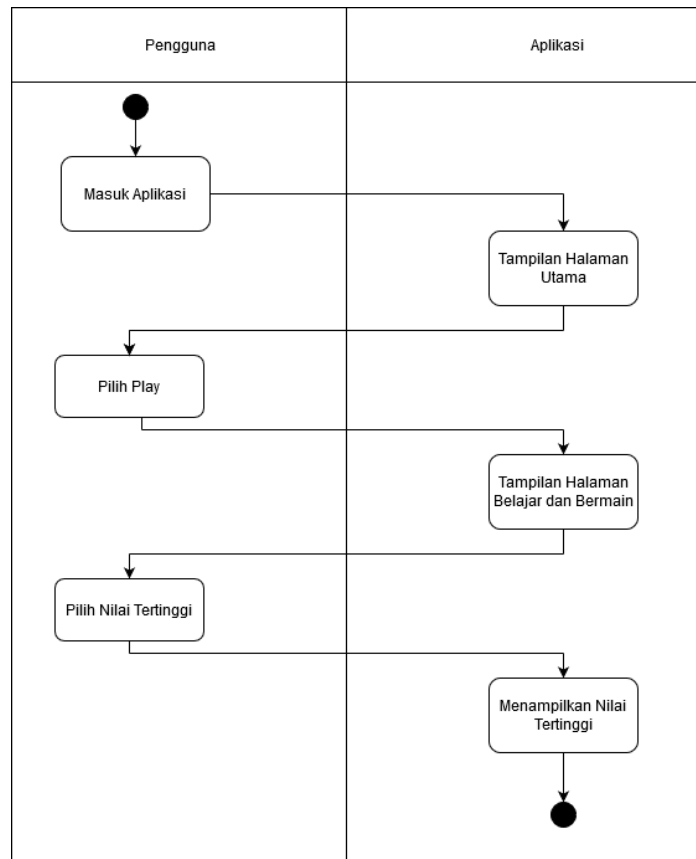 Pengguna
Aplikasi
Masuk Aplikasi
Tampilan Halaman
Utama
Pilih Play
Tampilan Halaman
Belajar dan Bermain
Pilih Nilai Tertinggi
Menampilkan Nilai
Tertinggi